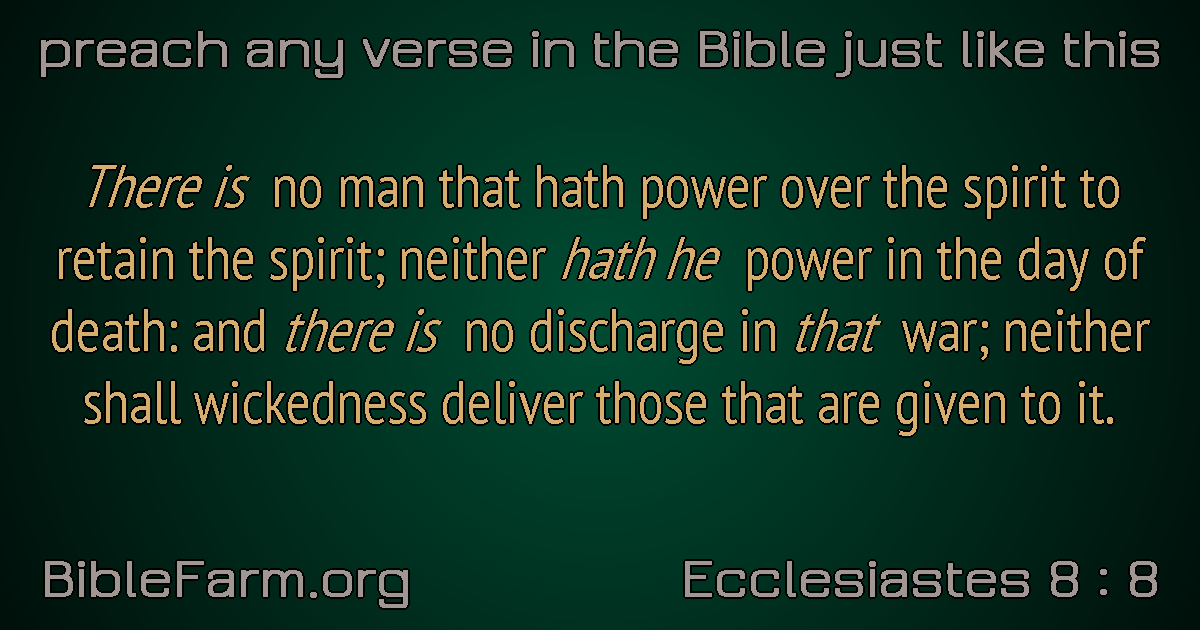 preach any verse in the Bible just like this
There is no man that hath power over the spirit to
retain the spirit; neither hath he power in the day of
death: and there is no discharge in that war; neither
shall wickedness deliver those that are given to it.
BibleFarm.org
Ecclesiastes 8 : 8